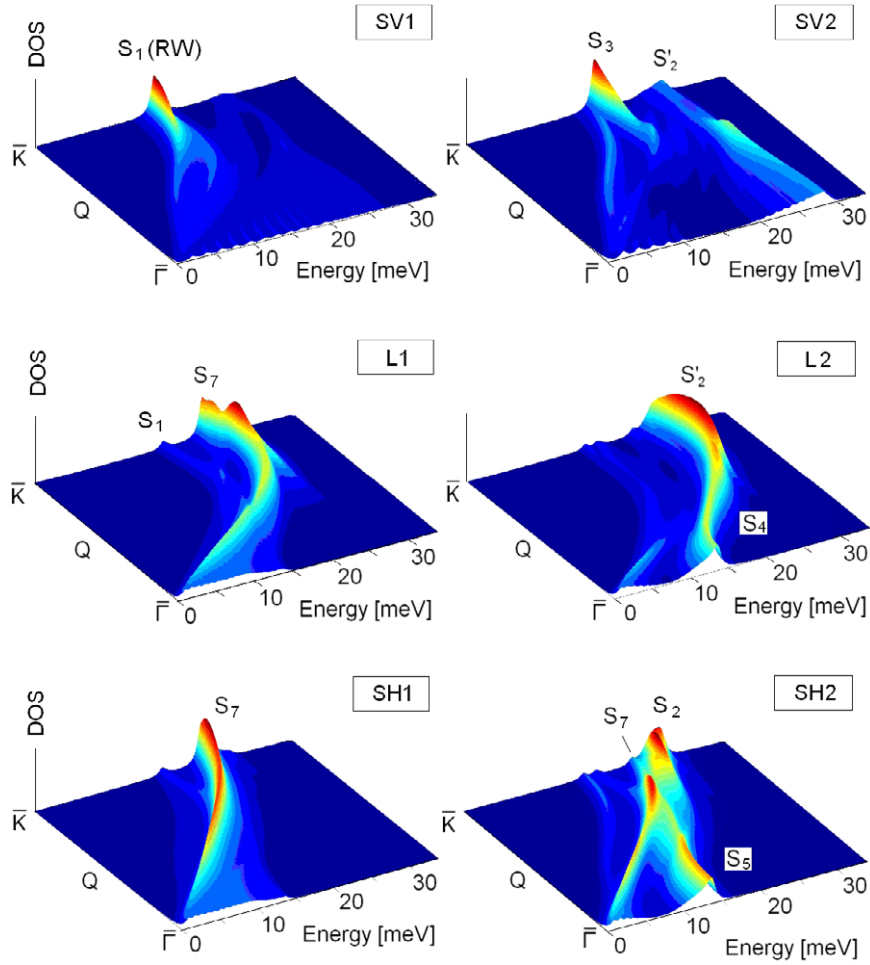 DOS
S₁(RW)
SV1
K̅
Q
Γ̅
0
10
20
30
Energy [meV]
S₃
S'₂
SV2
K̅
Q
Γ̅
0
10
20
30
Energy [meV]
DOS
S₁
S₇
L1
K̅
Q
Γ̅
0
10
20
30
Energy [meV]
S'₂
L2
S₄
K̅
Q
Γ̅
0
10
20
30
Energy [meV]
DOS
S₇
SH1
K̅
Q
Γ̅
0
10
20
30
Energy [meV]
S₇
S₂
SH2
S₅
K̅
Q
Γ̅
0
10
20
30
Energy [meV]